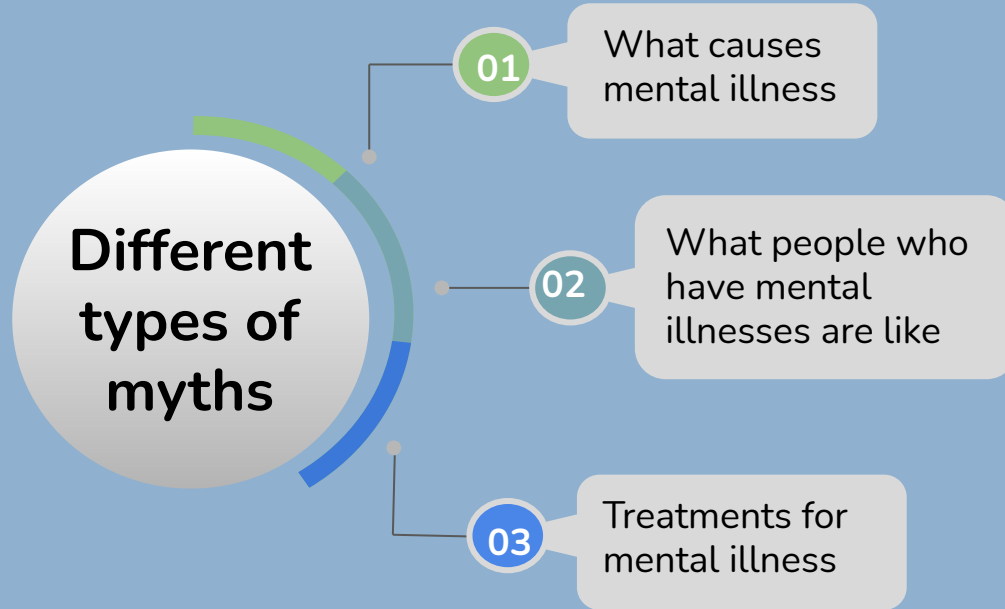 Different
types of
myths
01
What causes
mental illness
02
What people who
have mental
illnesses are like
03
Treatments for
mental illness